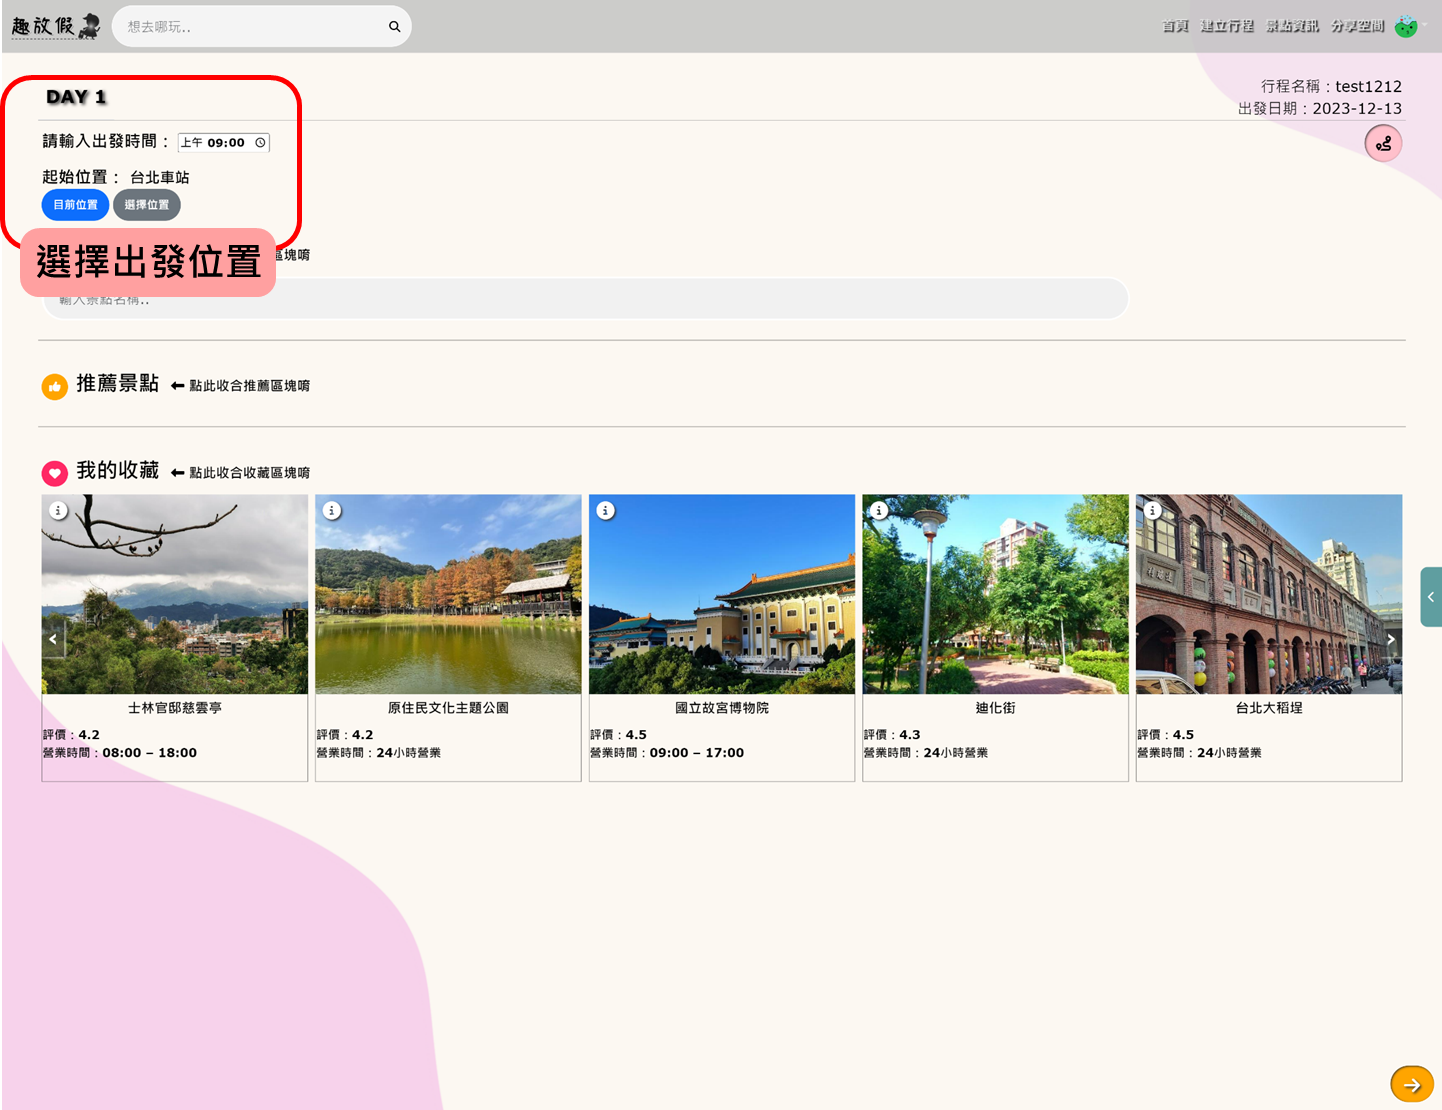 趣放假
想去哪玩..
首頁 建立行程 景點資訊 分享空間
DAY 1
行程名稱：test1212
出發日期：2023-12-13
請輸入出發時間： 上午 09:00
起始位置： 台北車站
目前位置 選擇位置
選擇出發位置
區塊唷
輸入景點名稱..
推薦景點 點此收合推薦區塊唷
我的收藏 點此收合收藏區塊唷
士林官邸慈雲亭
評價：4.2
營業時間：08:00 – 18:00
原住民文化主題公園
評價：4.2
營業時間：24小時營業
國立故宮博物院
評價：4.5
營業時間：09:00 – 17:00
迪化街
評價：4.3
營業時間：24小時營業
台北大稻埕
評價：4.5
營業時間：24小時營業